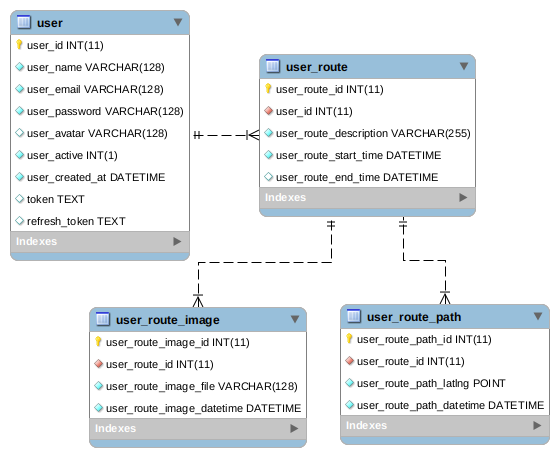 user
user_id INT(11)
user_name VARCHAR(128)
user_email VARCHAR(128)
user_password VARCHAR(128)
user_avatar VARCHAR(128)
user_active INT(1)
user_created_at DATETIME
token TEXT
refresh_token TEXT
Indexes
user_route
user_route_id INT(11)
user_id INT(11)
user_route_description VARCHAR(255)
user_route_start_time DATETIME
user_route_end_time DATETIME
Indexes
user_route_image
user_route_image_id INT(11)
user_route_id INT(11)
user_route_image_file VARCHAR(128)
user_route_image_datetime DATETIME
Indexes
user_route_path
user_route_path_id INT(11)
user_route_id INT(11)
user_route_path_latlng POINT
user_route_path_datetime DATETIME
Indexes